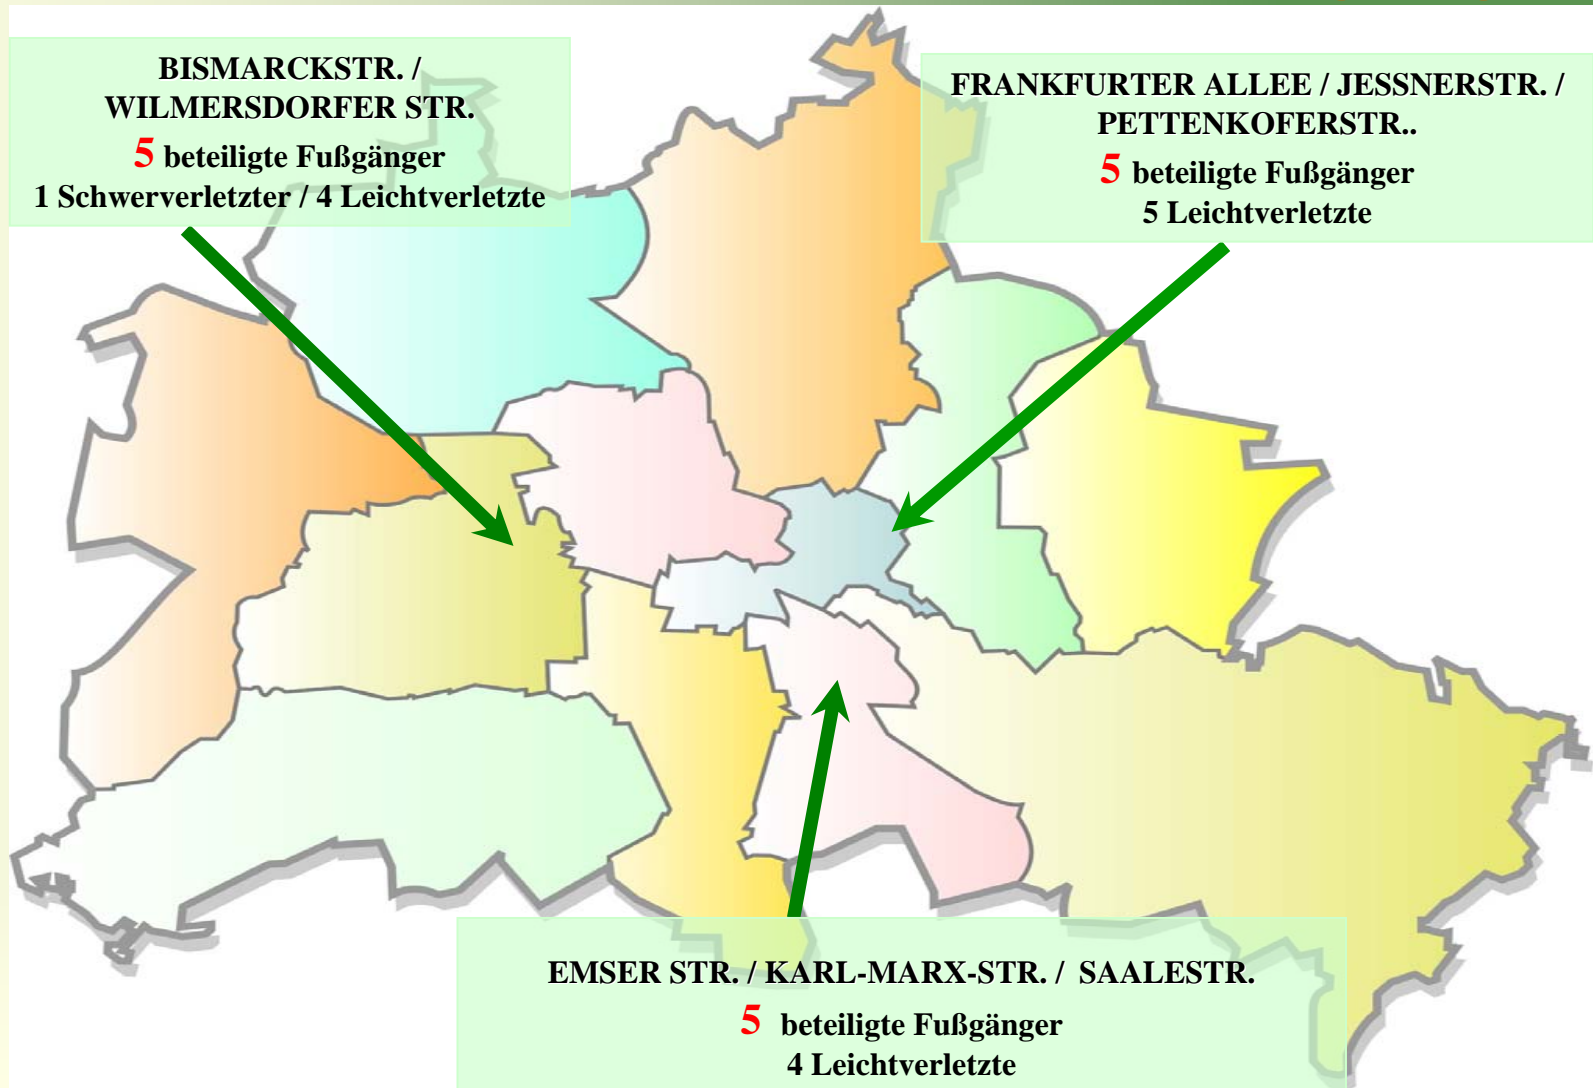 BISMARCKSTR. /
WILMERSDORFER STR.
5 beteiligte Fußgänger
1 Schwerverletzter / 4 Leichtverletzte
FRANKFURTER ALLEE / JESSNERSTR. /
PETTENKOFERSTR..
5 beteiligte Fußgänger
5 Leichtverletzte
EMSER STR. / KARL-MARX-STR. / SAALESTR.
5 beteiligte Fußgänger
4 Leichtverletzte